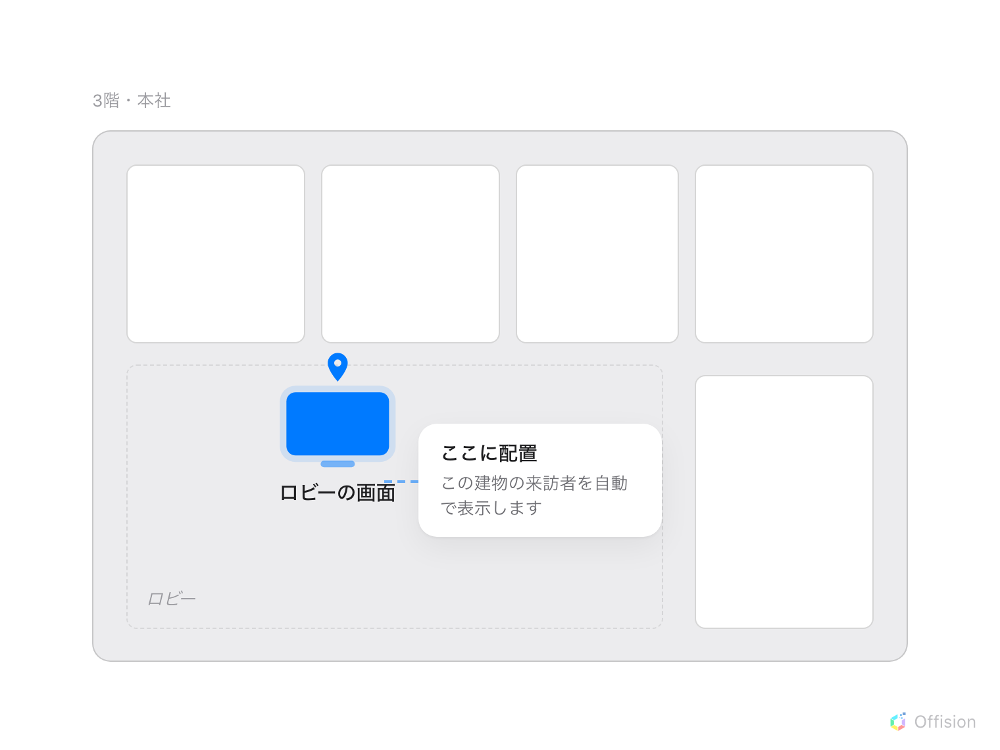 3階・本社
ここに配置
この建物の来訪者を自動
で表示します
ロビーの画面
ロビー
Offision